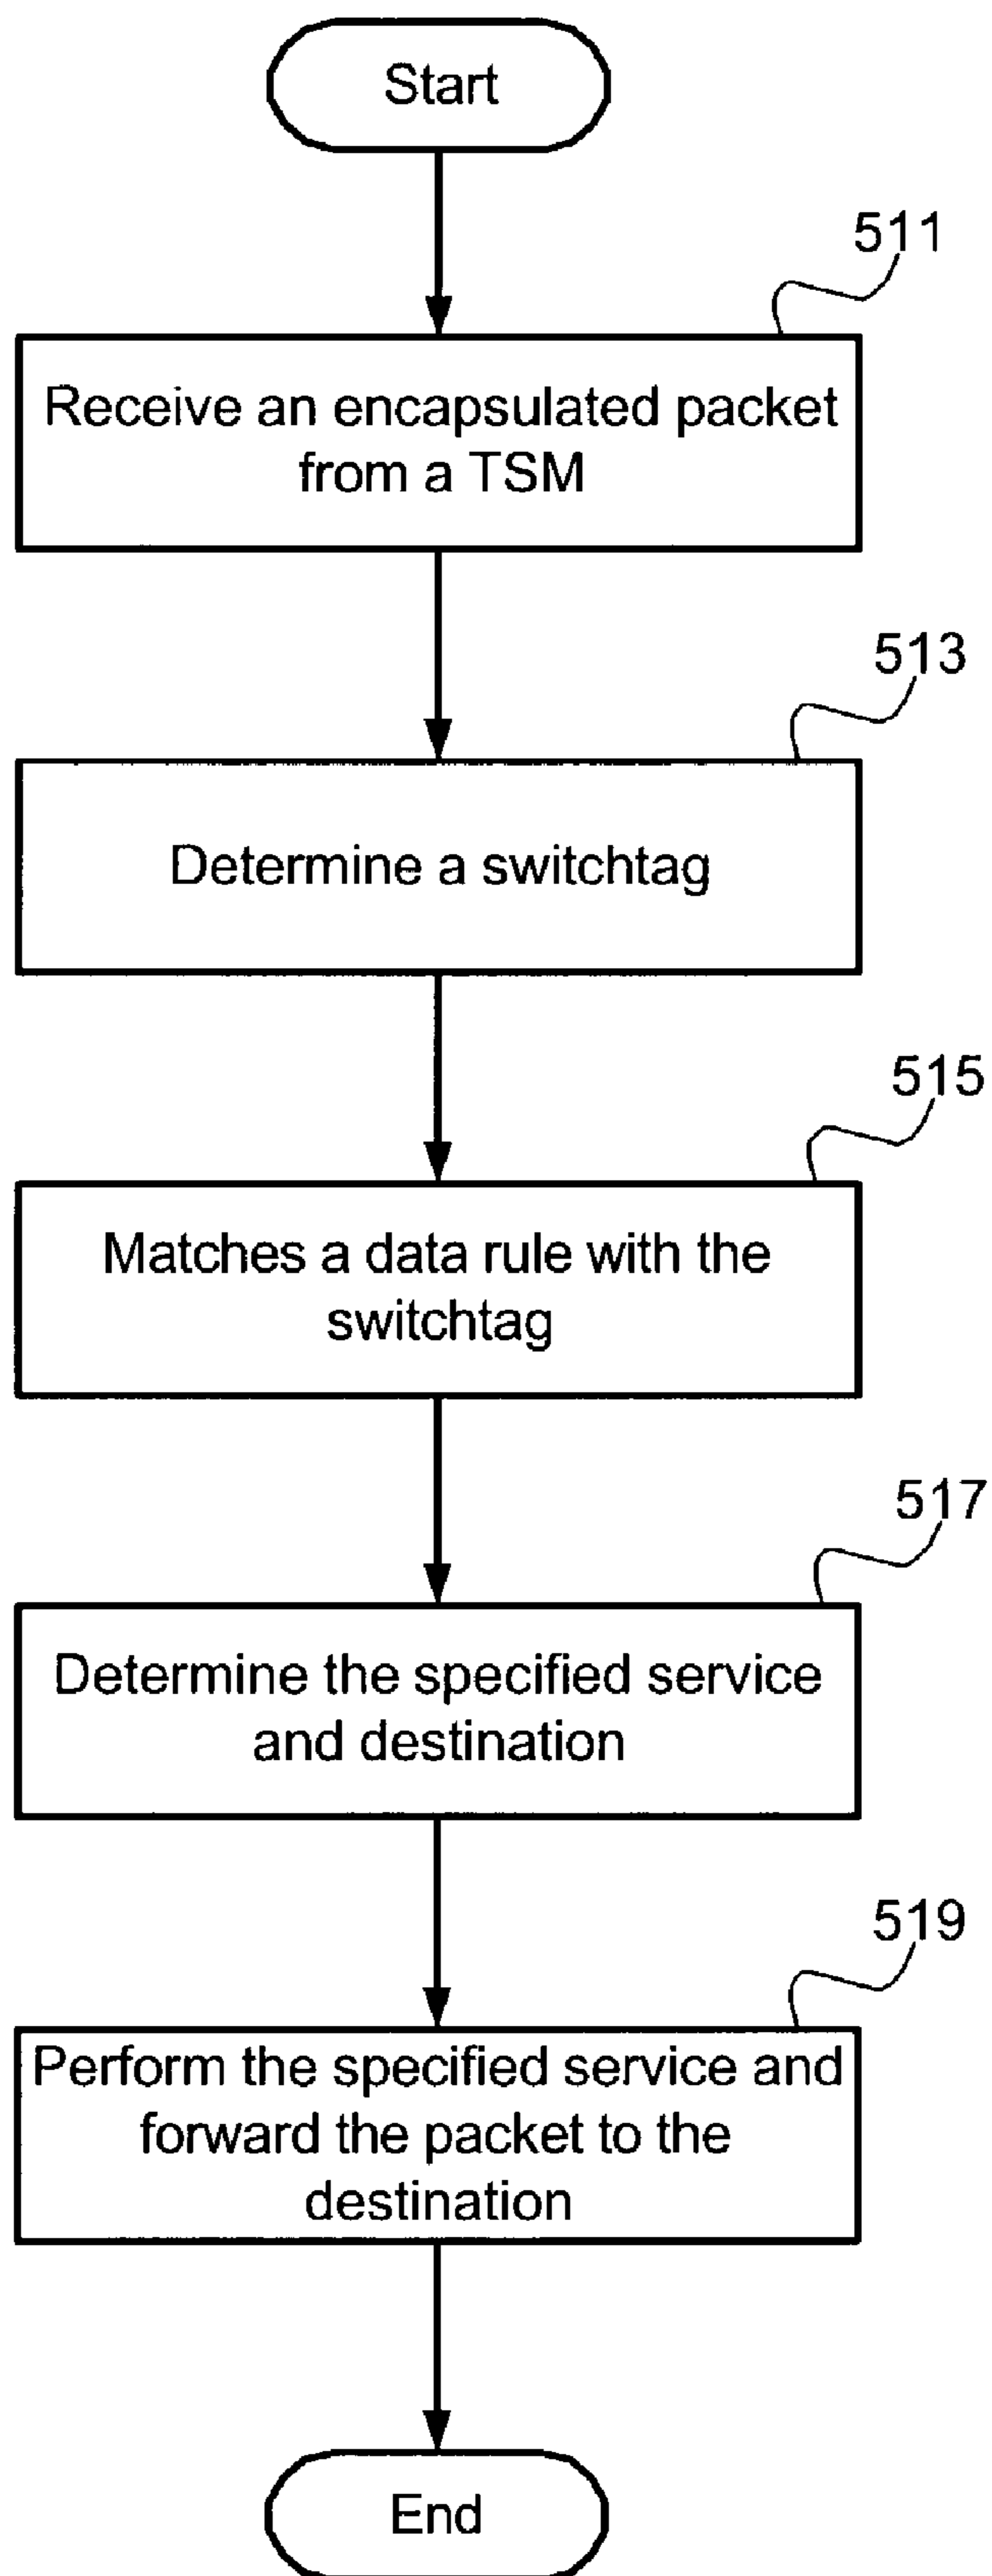 Start
511
Receive an encapsulated packet
from a TSM
513
Determine a switchtag
515
Matches a data rule with the
switchtag
517
Determine the specified service
and destination
519
Perform the specified service and
forward the packet to the
destination
End